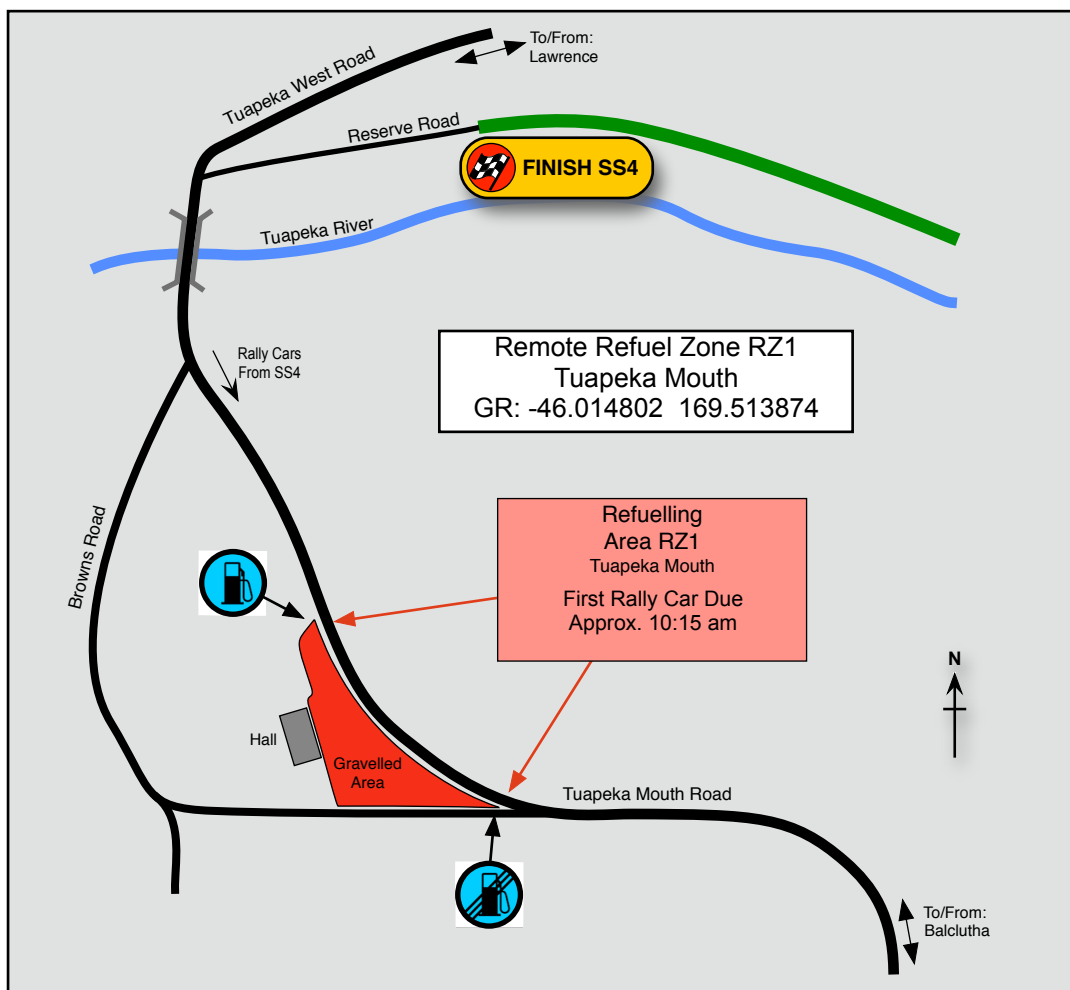 To/From:
Lawrence
Tuapeka West Road
Reserve Road
FINISH SS4
Tuapeka River
Rally Cars
From SS4
Remote Refuel Zone RZ1
Tuapeka Mouth
GR: -46.014802 169.513874
Browns Road
Refuelling
Area RZ1
Tuapeka Mouth
First Rally Car Due
Approx. 10:15 am
N
Hall
Gravelled
Area
Tuapeka Mouth Road
To/From:
Balclutha